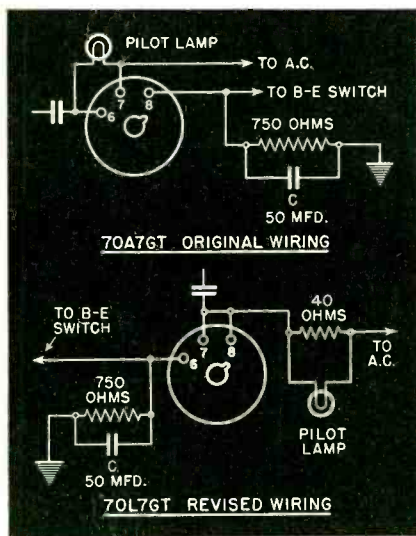 PILOT LAMP
TO A.C.
TO B-E SWITCH
7 8
6
750 OHMS
C
50 MFD.
70A7GT ORIGINAL WIRING
TO B-E
SWITCH
40
OHMS
7 8
6
TO
A.C.
750
OHMS
C
50 MFD.
PILOT
LAMP
70L7GT REVISED WIRING